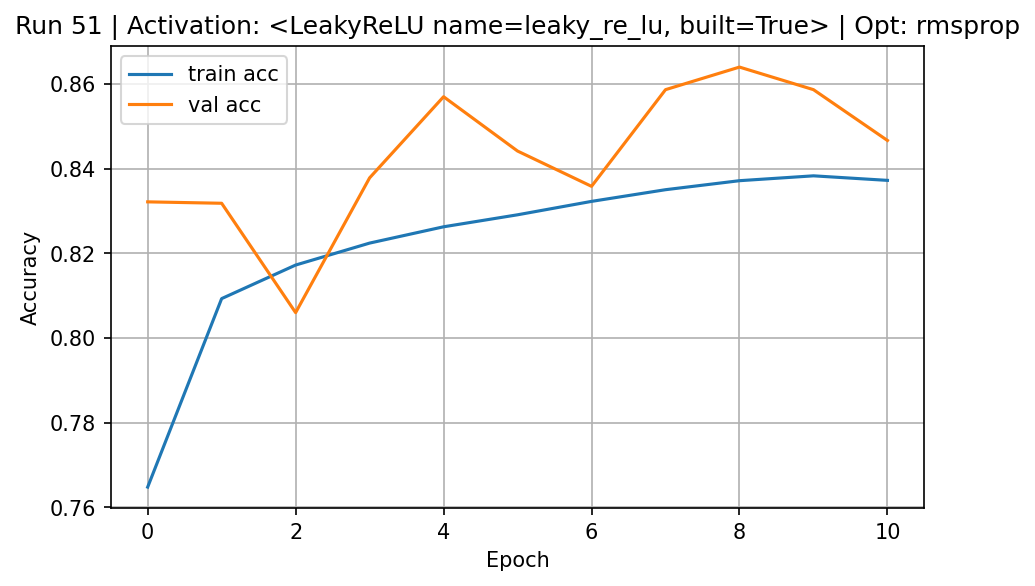 Run 51 | Activation: <LeakyReLU name=leaky_re_lu, built=True> | Opt: rmsprop
train acc
val acc
0.86
0.84
0.82
0.80
0.78
0.76
Accuracy
0 2 4 6 8 10
Epoch